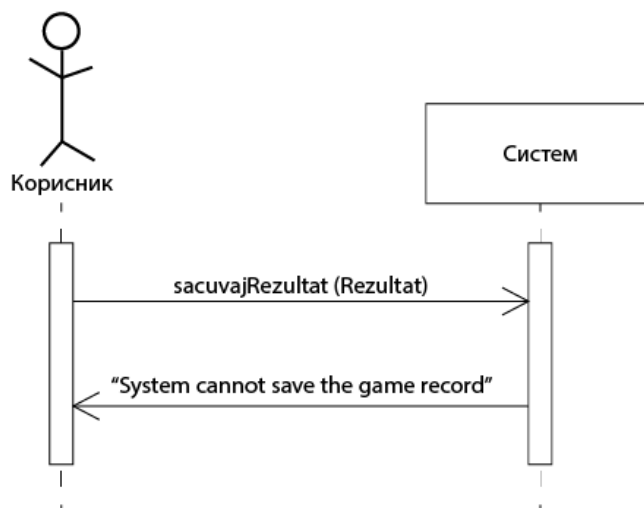 Корисник
Систем
sacuvajRezultat (Rezultat)
“System cannot save the game record”